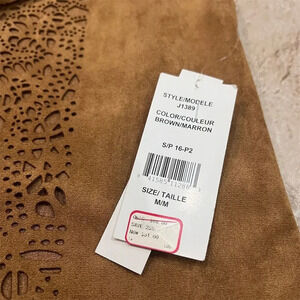 STYLE/MODELE
J1389
COLOR/COULEUR
BROWN/MARRON
S/P 16-P2
SIZE/ TAILLE
M/M